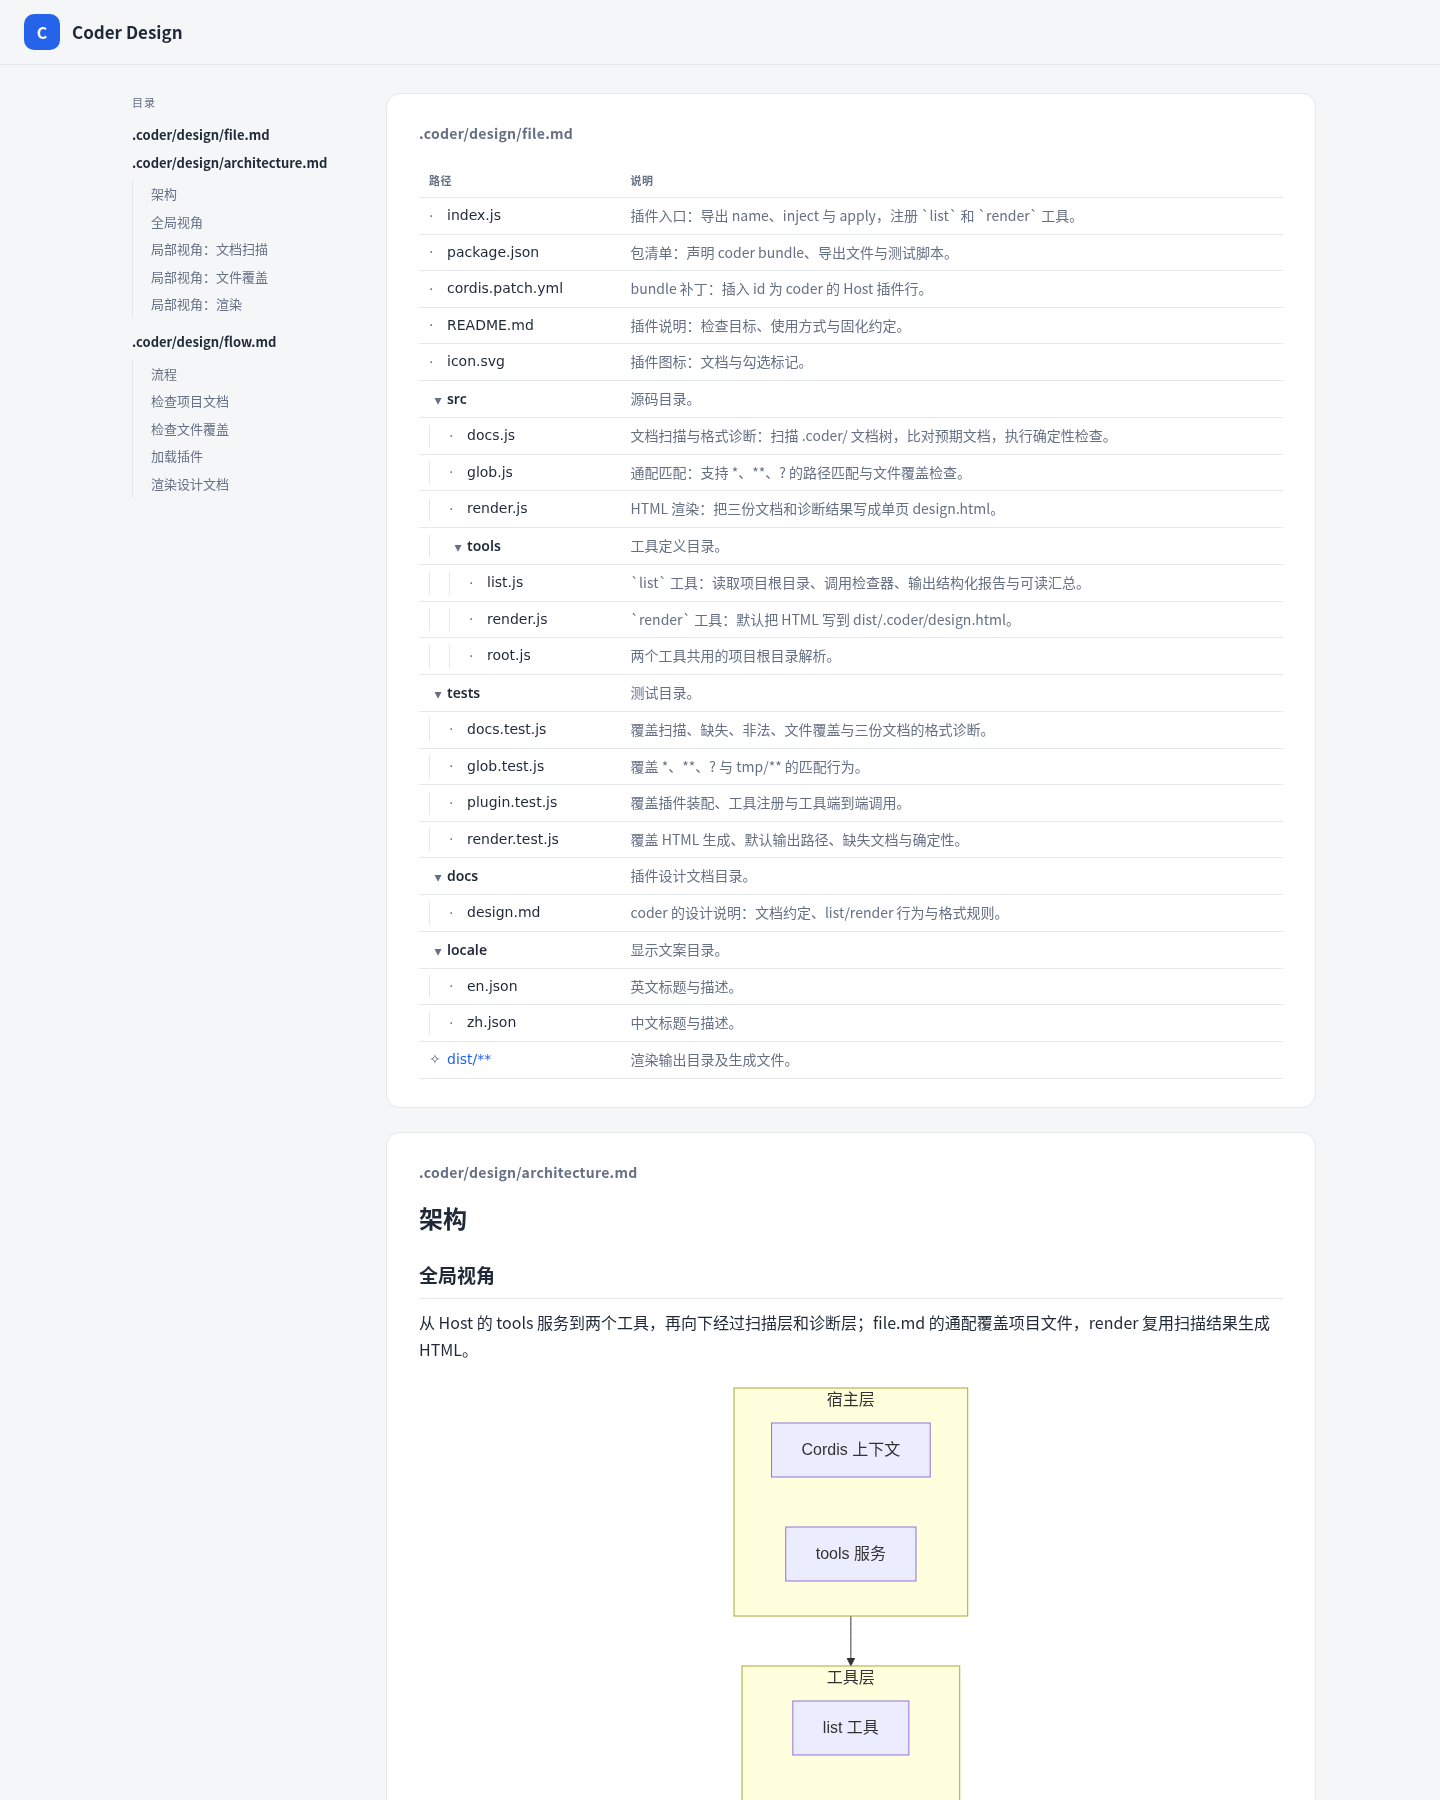 C Coder Design
目录
.coder/design/file.md
.coder/design/architecture.md
架构
全局视角
局部视角：文档扫描
局部视角：文件覆盖
局部视角：渲染
.coder/design/flow.md
流程
检查项目文档
检查文件覆盖
加载插件
渲染设计文档
.coder/design/file.md
路径 说明
· index.js 插件入口：导出 name、inject 与 apply，注册 `list` 和 `render` 工具。
· package.json 包清单：声明 coder bundle、导出文件与测试脚本。
· cordis.patch.yml bundle 补丁：插入 id 为 coder 的 Host 插件行。
· README.md 插件说明：检查目标、使用方式与固化约定。
· icon.svg 插件图标：文档与勾选标记。
▼ src 源码目录。
· docs.js 文档扫描与格式诊断：扫描 .coder/ 文档树，比对预期文档，执行确定性检查。
· glob.js 通配匹配：支持 *、**、? 的路径匹配与文件覆盖检查。
· render.js HTML 渲染：把三份文档和诊断结果写成单页 design.html。
▼ tools 工具定义目录。
· list.js `list` 工具：读取项目根目录、调用检查器、输出结构化报告与可读汇总。
· render.js `render` 工具：默认把 HTML 写到 dist/.coder/design.html。
· root.js 两个工具共用的项目根目录解析。
▼ tests 测试目录。
· docs.test.js 覆盖扫描、缺失、非法、文件覆盖与三份文档的格式诊断。
· glob.test.js 覆盖 *、**、? 与 tmp/** 的匹配行为。
· plugin.test.js 覆盖插件装配、工具注册与工具端到端调用。
· render.test.js 覆盖 HTML 生成、默认输出路径、缺失文档与确定性。
▼ docs 插件设计文档目录。
· design.md coder 的设计说明：文档约定、list/render 行为与格式规则。
▼ locale 显示文案目录。
· en.json 英文标题与描述。
· zh.json 中文标题与描述。
✧ dist/** 渲染输出目录及生成文件。
.coder/design/architecture.md
架构
全局视角
从 Host 的 tools 服务到两个工具，再向下经过扫描层和诊断层；file.md 的通配覆盖项目文件，render 复用扫描结果生成
HTML。
宿主层
Cordis 上下文
tools 服务
工具层
list 工具